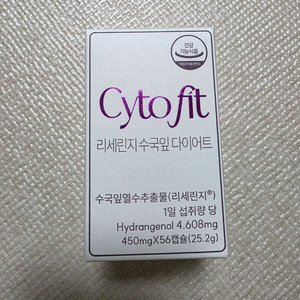 건강
기능식품
Cyto fit
리세린지 수국잎 다이어트
수국잎열수추출물(리세린지®)
1일 섭취량 당
Hydrangenol 4.608mg
450mgX56캡슐(25.2g)